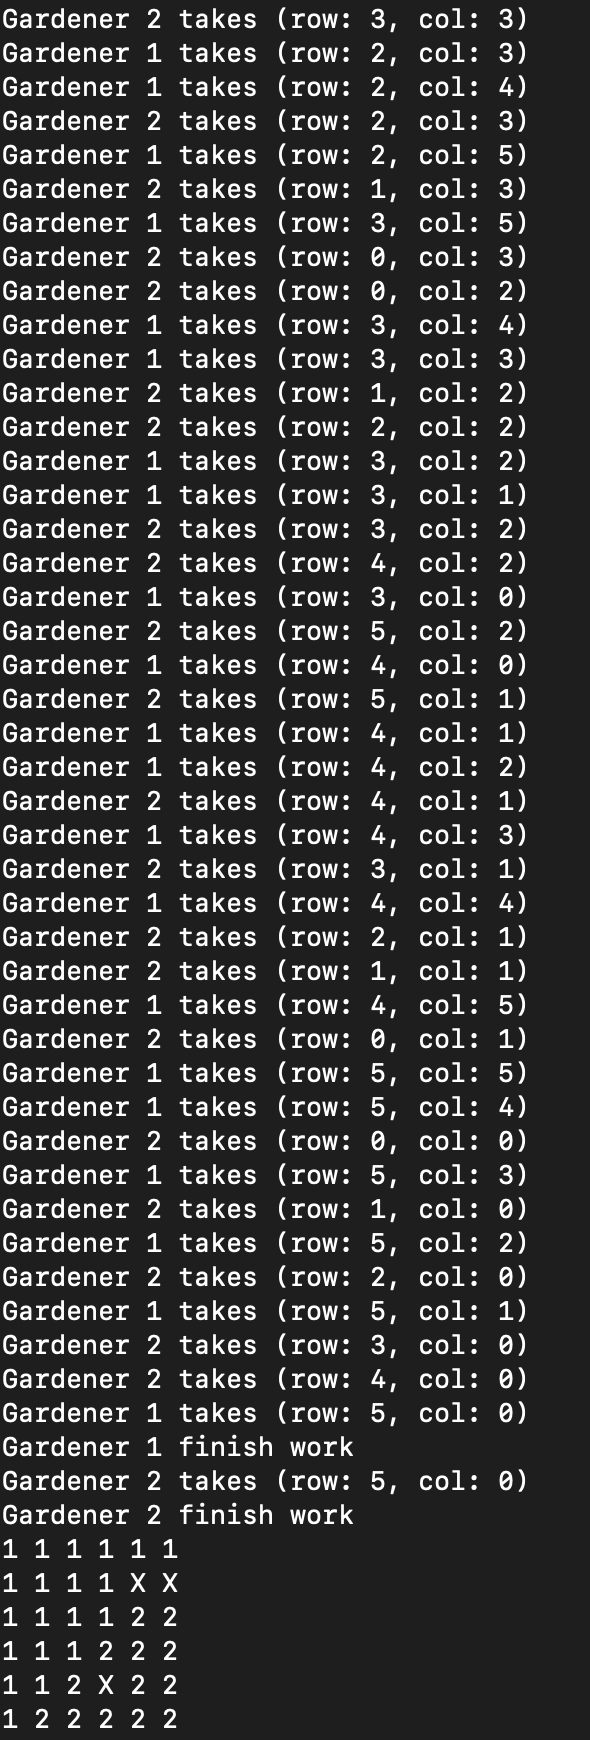 Gardener 2 takes (row: 3, col: 3)
Gardener 1 takes (row: 2, col: 3)
Gardener 1 takes (row: 2, col: 4)
Gardener 2 takes (row: 2, col: 3)
Gardener 1 takes (row: 2, col: 5)
Gardener 2 takes (row: 1, col: 3)
Gardener 1 takes (row: 3, col: 5)
Gardener 2 takes (row: 0, col: 3)
Gardener 2 takes (row: 0, col: 2)
Gardener 1 takes (row: 3, col: 4)
Gardener 1 takes (row: 3, col: 3)
Gardener 2 takes (row: 1, col: 2)
Gardener 2 takes (row: 2, col: 2)
Gardener 1 takes (row: 3, col: 2)
Gardener 1 takes (row: 3, col: 1)
Gardener 2 takes (row: 3, col: 2)
Gardener 2 takes (row: 4, col: 2)
Gardener 1 takes (row: 3, col: 0)
Gardener 2 takes (row: 5, col: 2)
Gardener 1 takes (row: 4, col: 0)
Gardener 2 takes (row: 5, col: 1)
Gardener 1 takes (row: 4, col: 1)
Gardener 1 takes (row: 4, col: 2)
Gardener 2 takes (row: 4, col: 1)
Gardener 1 takes (row: 4, col: 3)
Gardener 2 takes (row: 3, col: 1)
Gardener 1 takes (row: 4, col: 4)
Gardener 2 takes (row: 2, col: 1)
Gardener 2 takes (row: 1, col: 1)
Gardener 1 takes (row: 4, col: 5)
Gardener 2 takes (row: 0, col: 1)
Gardener 1 takes (row: 5, col: 5)
Gardener 1 takes (row: 5, col: 4)
Gardener 2 takes (row: 0, col: 0)
Gardener 1 takes (row: 5, col: 3)
Gardener 2 takes (row: 1, col: 0)
Gardener 1 takes (row: 5, col: 2)
Gardener 2 takes (row: 2, col: 0)
Gardener 1 takes (row: 5, col: 1)
Gardener 2 takes (row: 3, col: 0)
Gardener 2 takes (row: 4, col: 0)
Gardener 1 takes (row: 5, col: 0)
Gardener 1 finish work
Gardener 2 takes (row: 5, col: 0)
Gardener 2 finish work
1 1 1 1 1 1
1 1 1 1 X X
1 1 1 1 2 2
1 1 1 2 2 2
1 1 2 X 2 2
1 2 2 2 2 2